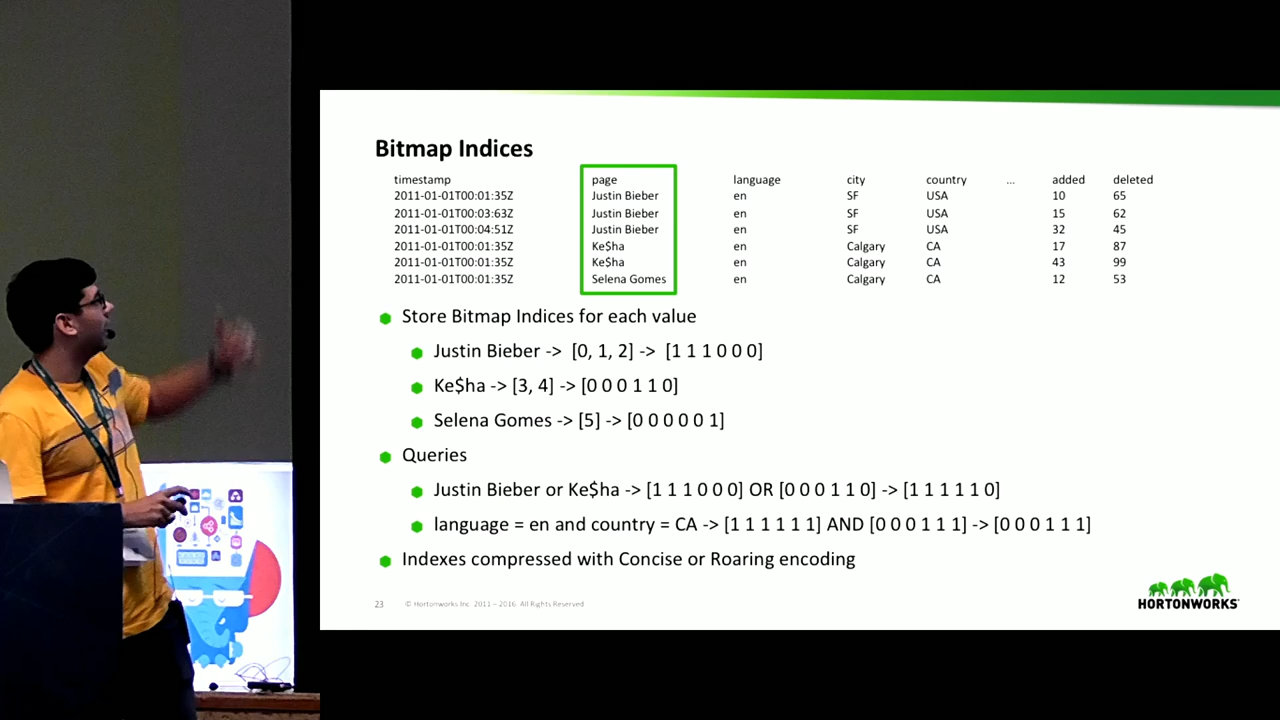 Bitmap Indices
timestamp page language city country ... added deleted
2011-01-01T00:01:35Z Justin Bieber en SF USA 10 65
2011-01-01T00:03:63Z Justin Bieber en SF USA 15 62
2011-01-01T00:04:51Z Justin Bieber en SF USA 32 45
2011-01-01T00:01:35Z Ke$ha en Calgary CA 17 87
2011-01-01T00:01:35Z Ke$ha en Calgary CA 43 99
2011-01-01T00:01:35Z Selena Gomes en Calgary CA 12 53
Store Bitmap Indices for each value
Justin Bieber -> [0, 1, 2] -> [1 1 1 0 0 0]
Ke$ha -> [3, 4] -> [0 0 0 1 1 0]
Selena Gomes -> [5] -> [0 0 0 0 0 1]
Queries
Justin Bieber or Ke$ha -> [1 1 1 0 0 0] OR [0 0 0 1 1 0] -> [1 1 1 1 1 0]
language = en and country = CA -> [1 1 1 1 1 1] AND [0 0 0 1 1 1] -> [0 0 0 1 1 1]
Indexes compressed with Concise or Roaring encoding
23 © Hortonworks Inc 2011 – 2016. All Rights Reserved
HORTONWORKS